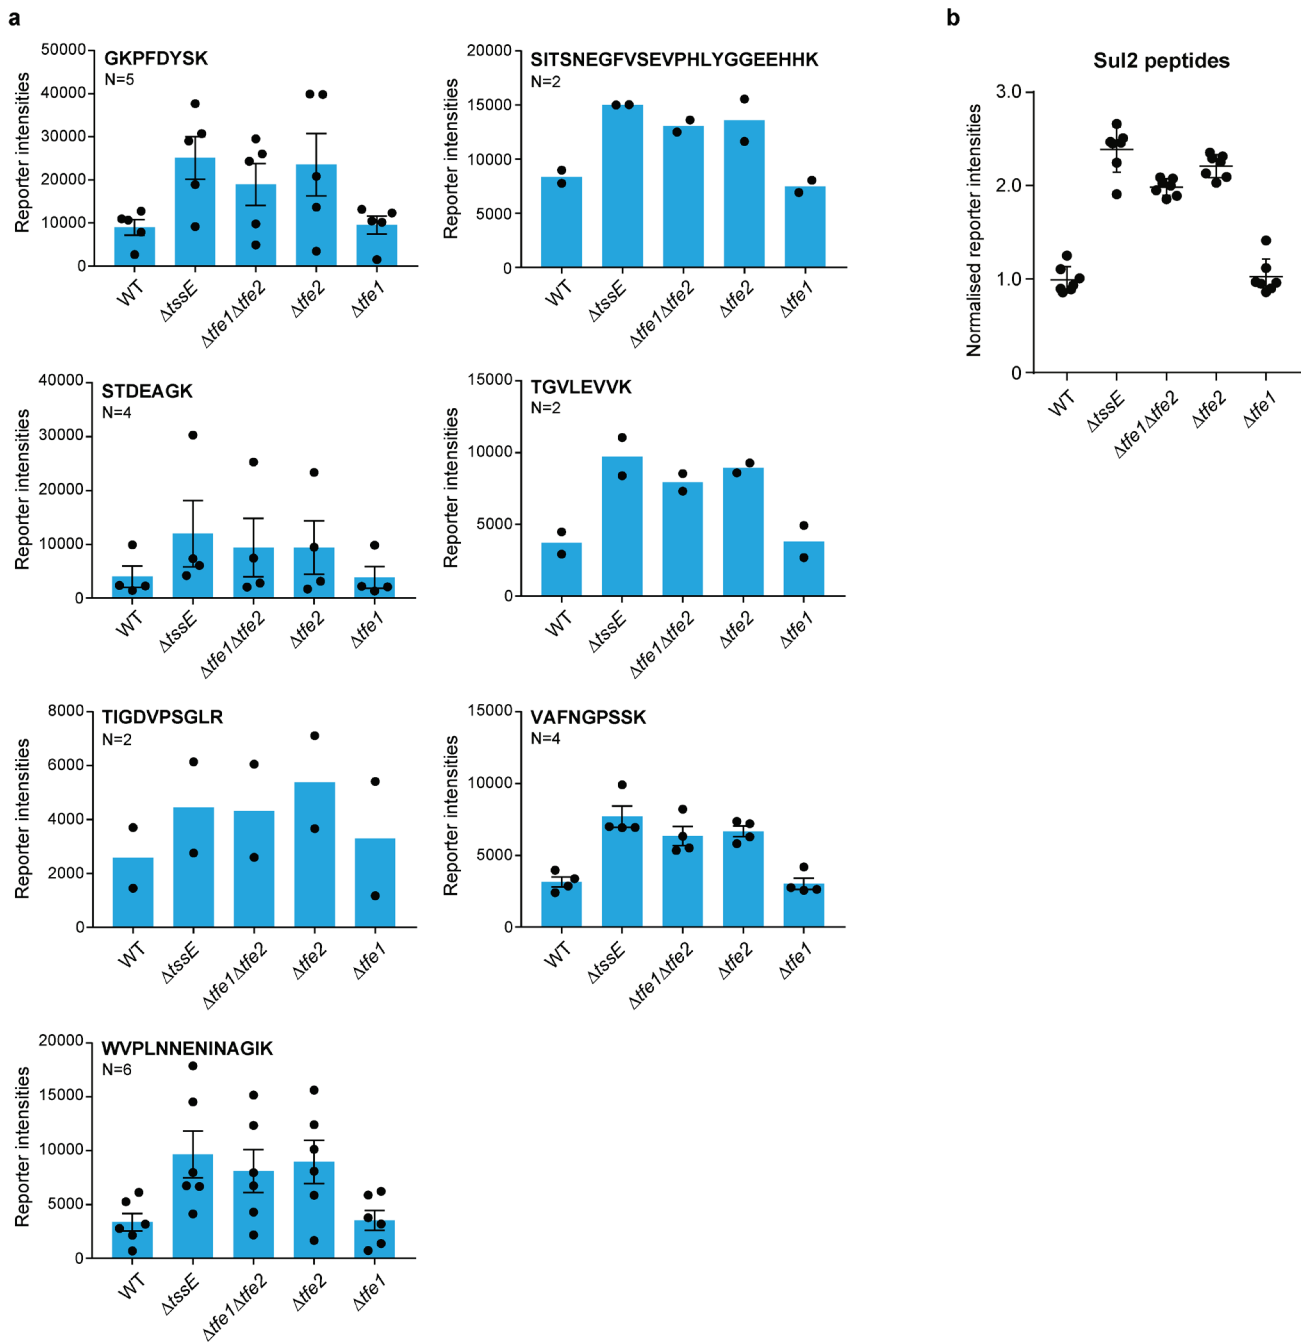 a
GKPFDYSK
N=5
Reporter intensities
50000
40000
30000
20000
10000
0
WT
ΔtssE
Δtfe1Δtfe2
Δtfe2
Δtfe1
SITSNEGFVSEVPHLYGGEEHHK
N=2
Reporter intensities
20000
15000
10000
5000
0
WT
ΔtssE
Δtfe1Δtfe2
Δtfe2
Δtfe1
b
Sul2 peptides
Normalised reporter intensities
3.0
2.0
1.0
0
WT
ΔtssE
Δtfe1Δtfe2
Δtfe2
Δtfe1
STDEAGK
N=4
Reporter intensities
40000
30000
20000
10000
0
WT
ΔtssE
Δtfe1Δtfe2
Δtfe2
Δtfe1
TGVLEVVK
N=2
Reporter intensities
15000
10000
5000
0
WT
ΔtssE
Δtfe1Δtfe2
Δtfe2
Δtfe1
TIGDVPSGLR
N=2
Reporter intensities
8000
6000
4000
2000
0
WT
ΔtssE
Δtfe1Δtfe2
Δtfe2
Δtfe1
VAFNGPSSK
N=4
Reporter intensities
15000
10000
5000
0
WT
ΔtssE
Δtfe1Δtfe2
Δtfe2
Δtfe1
WVPLNNENINAGIK
N=6
Reporter intensities
20000
15000
10000
5000
0
WT
ΔtssE
Δtfe1Δtfe2
Δtfe2
Δtfe1